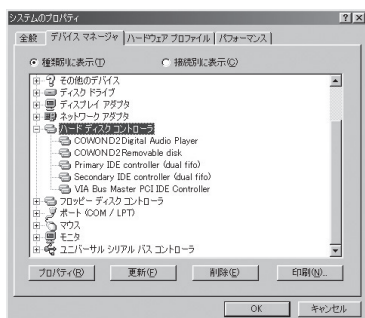 システムのプロパティ
全般 デバイス マネージャ ハードウェア プロファイル パフォーマンス
種類別に表示(T) 接続別に表示(C)
その他のデバイス
ディスク ドライブ
ディスプレイ アダプタ
ネットワーク アダプタ
ハード ディスク コントローラ
COWOND2Digital Audio Player
COWOND2Removable disk
Primary IDE controller (dual fifo)
Secondary IDE controller (dual fifo)
VIA Bus Master PCI IDE Controller
フロッピー ディスク コントローラ
ポート (COM / LPT)
マウス
モニタ
ユニバーサル シリアル バス コントローラ
プロパティ(R) 更新(F) 削除(E) 印刷(N)...
OK キャンセル